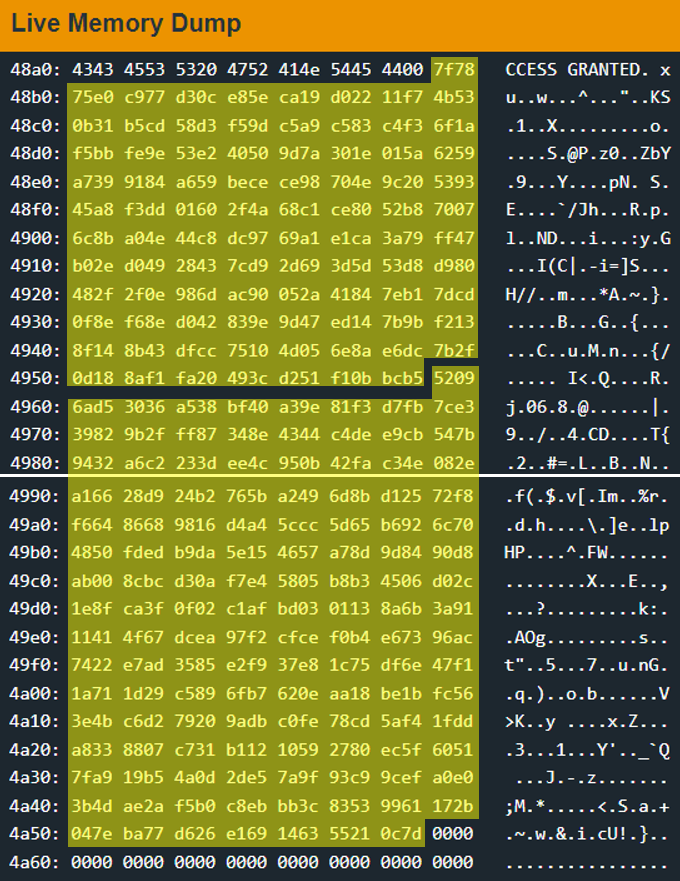 Live Memory Dump
48a0: 4343 4553 5320 4752 414e 5445 4400 7f78 CCESS GRANTED. x
48b0: 75e0 c977 d30c e85e ca19 d022 11f7 4b53 u..w...^..."..KS
48c0: 0b31 b5cd 58d3 f59d c5a9 c583 c4f3 6f1a .1..X.........o.
48d0: f5bb fe9e 53e2 4050 9d7a 301e 015a 6259 ....S.@P.z0..ZbY
48e0: a739 9184 a659 bece ce98 704e 9c20 5393 .9...Y....pN. S.
48f0: 45a8 f3dd 0160 2f4a 68c1 ce80 52b8 7007 E....`/Jh...R.p.
4900: 6c8b a04e 44c8 dc97 69a1 e1ca 3a79 ff47 l..ND...i...:y.G
4910: b02e d049 2843 7cd9 2d69 3d5d 53d8 d980 ...I(C|.-i=]S...
4920: 482f 2f0e 986d ac90 052a 4184 7eb1 7dcd H//..m...*A.~.}.
4930: 0f8e f68e d042 839e 9d47 ed14 7b9b f213 .....B...G..{...
4940: 8f14 8b43 dfcc 7510 4d05 6e8a e6dc 7b2f ...C..u.M.n...{/
4950: 0d18 8af1 fa20 493c d251 f10b bcb5 5209 ..... I<.Q....R.
4960: 6ad5 3036 a538 bf40 a39e 81f3 d7fb 7ce3 j.06.8.@......|.
4970: 3982 9b2f ff87 348e 4344 c4de e9cb 547b 9../..4.CD....T{
4980: 9432 a6c2 233d ee4c 950b 42fa c34e 082e .2..#=.L..B..N..
4990: a166 28d9 24b2 765b a249 6d8b d125 72f8 .f(.$.v[.Im..%r.
49a0: f664 8668 9816 d4a4 5ccc 5d65 b692 6c70 .d.h....\.]e..lp
49b0: 4850 fded b9da 5e15 4657 a78d 9d84 90d8 HP....^.FW......
49c0: ab00 8cbc d30a f7e4 5805 b8b3 4506 d02c ........X...E..,
49d0: 1e8f ca3f 0f02 c1af bd03 0113 8a6b 3a91 ...?.........k:.
49e0: 1141 4f67 dcea 97f2 cfce f0b4 e673 96ac .AOg.........s..
49f0: 7422 e7ad 3585 e2f9 37e8 1c75 df6e 47f1 t"..5...7..u.nG.
4a00: 1a71 1d29 c589 6fb7 620e aa18 be1b fc56 .q.)..o.b......V
4a10: 3e4b c6d2 7920 9adb c0fe 78cd 5af4 1fdd >K..y ....x.Z...
4a20: a833 8807 c731 b112 1059 2780 ec5f 6051 .3...1...Y'.._`Q
4a30: 7fa9 19b5 4a0d 2de5 7a9f 93c9 9cef a0e0 ...J.-.z.......
4a40: 3b4d ae2a f5b0 c8eb bb3c 8353 9961 172b ;M.*.....<.S.a.+
4a50: 047e ba77 d626 e169 1463 5521 0c7d 0000 .~.w.&.i.cU!.}..
4a60: 0000 0000 0000 0000 0000 0000 0000 0000 ................